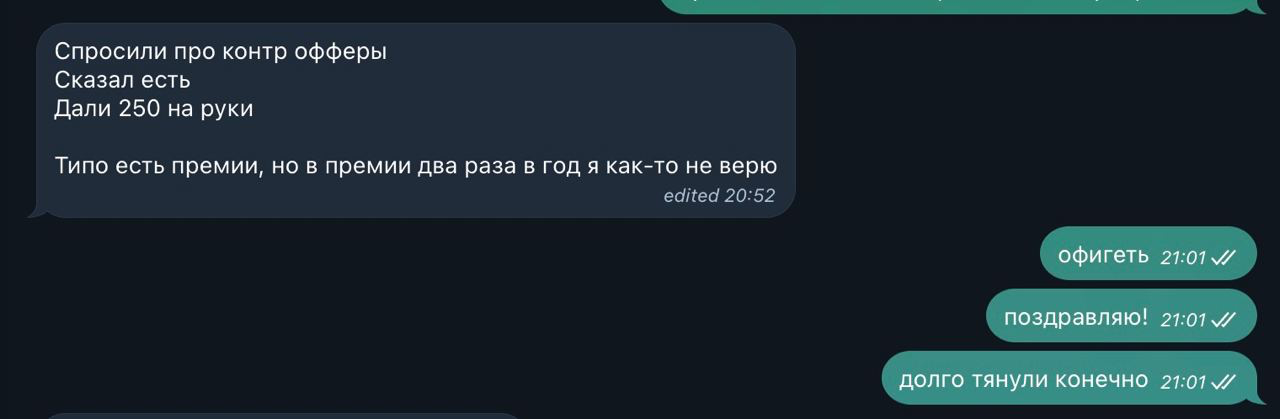 Спросили про контр офферы
Сказал есть
Дали 250 на руки
Типо есть премии, но в премии два раза в год я как-то не верю
edited 20:52
офигеть 21:01
поздравляю! 21:01
долго тянули конечно 21:01